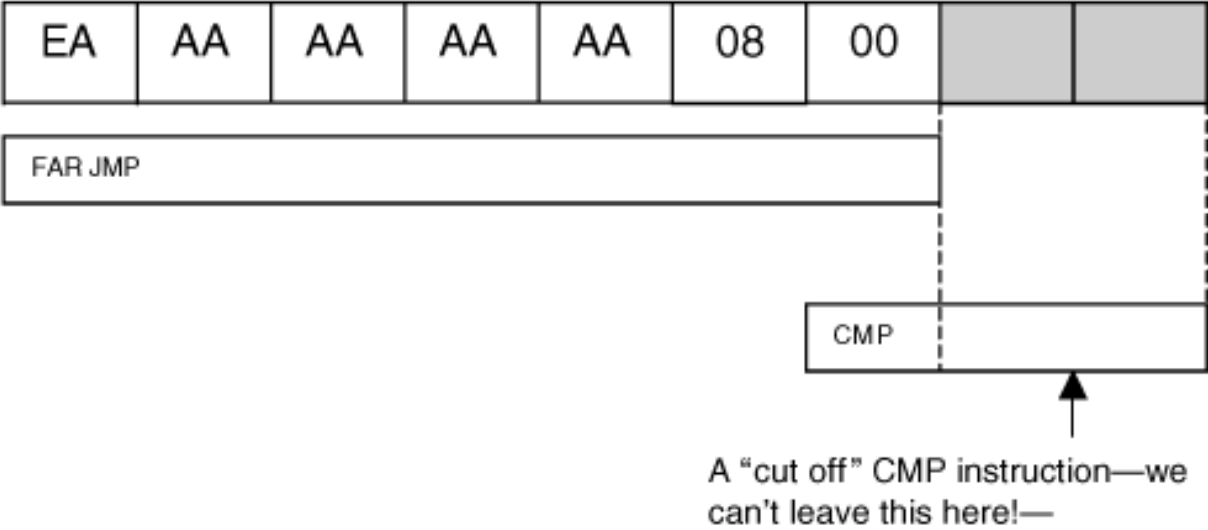 EA AA AA AA AA 08 00
FAR JMP
CMP
A “cut off” CMP instruction—we
can't leave this here!—